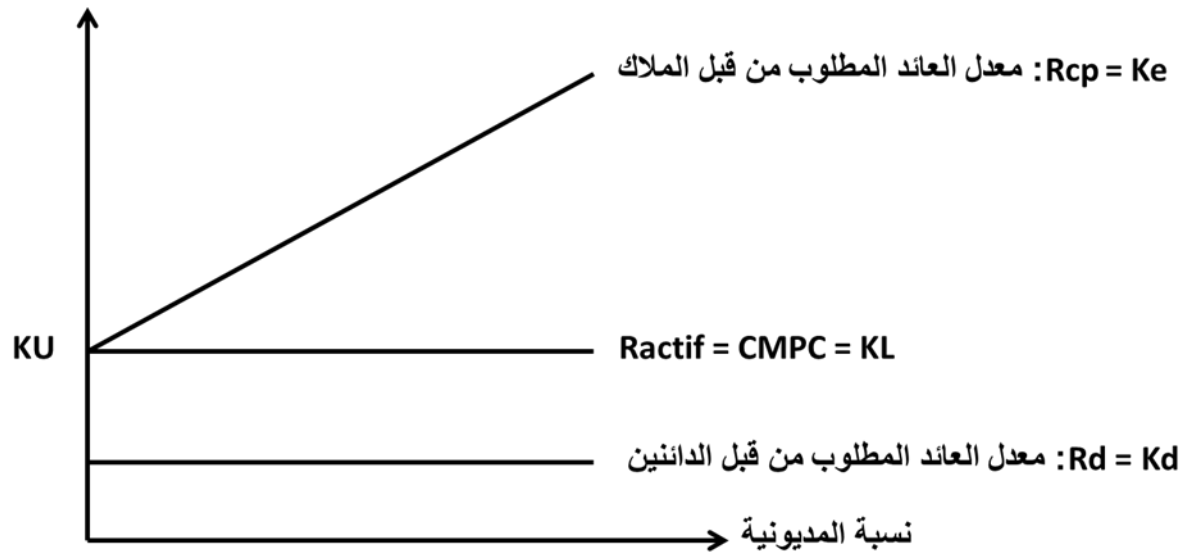 Rcp = Ke: معدل العائد المطلوب من قبل الملاك
KU
Ractif = CMPC = KL
Rd = Kd: معدل العائد المطلوب من قبل الدائنين
نسبة المديونية